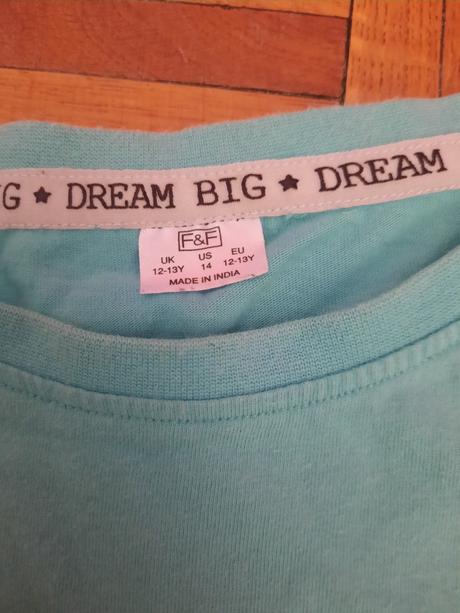 G ★ DREAM BIG ★ DREAM
F&F
UK US EU
12-13Y 14 12-13Y
MADE IN INDIA